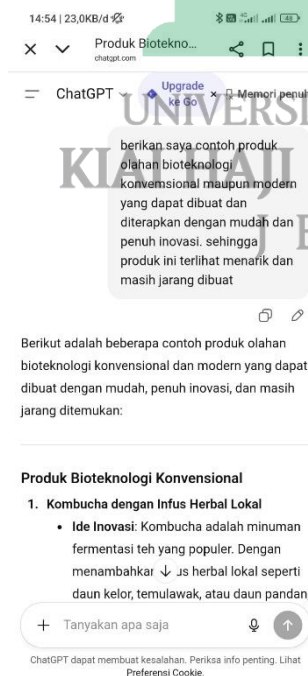 14:54 | 23,0KB/d
48
Produk Biotekno...
chatgpt.com
ChatGPT
Upgrade
ke Go
Memori penuh
UNIVERSI
KIAI HAJI
J E
berikan saya contoh produk
olahan bioteknologi
konvemsional maupun modern
yang dapat dibuat dan
diterapkan dengan mudah dan
penuh inovasi. sehingga
produk ini terlihat menarik dan
masih jarang dibuat
Berikut adalah beberapa contoh produk olahan
bioteknologi konvensional dan modern yang dapat
dibuat dengan mudah, penuh inovasi, dan masih
jarang ditemukan:
Produk Bioteknologi Konvensional
1. Kombucha dengan Infus Herbal Lokal
• Ide Inovasi: Kombucha adalah minuman
fermentasi teh yang populer. Dengan
menambahkan us herbal lokal seperti
daun kelor, temulawak, atau daun pandan
Tanyakan apa saja
ChatGPT dapat membuat kesalahan. Periksa info penting. Lihat
Preferensi Cookie.